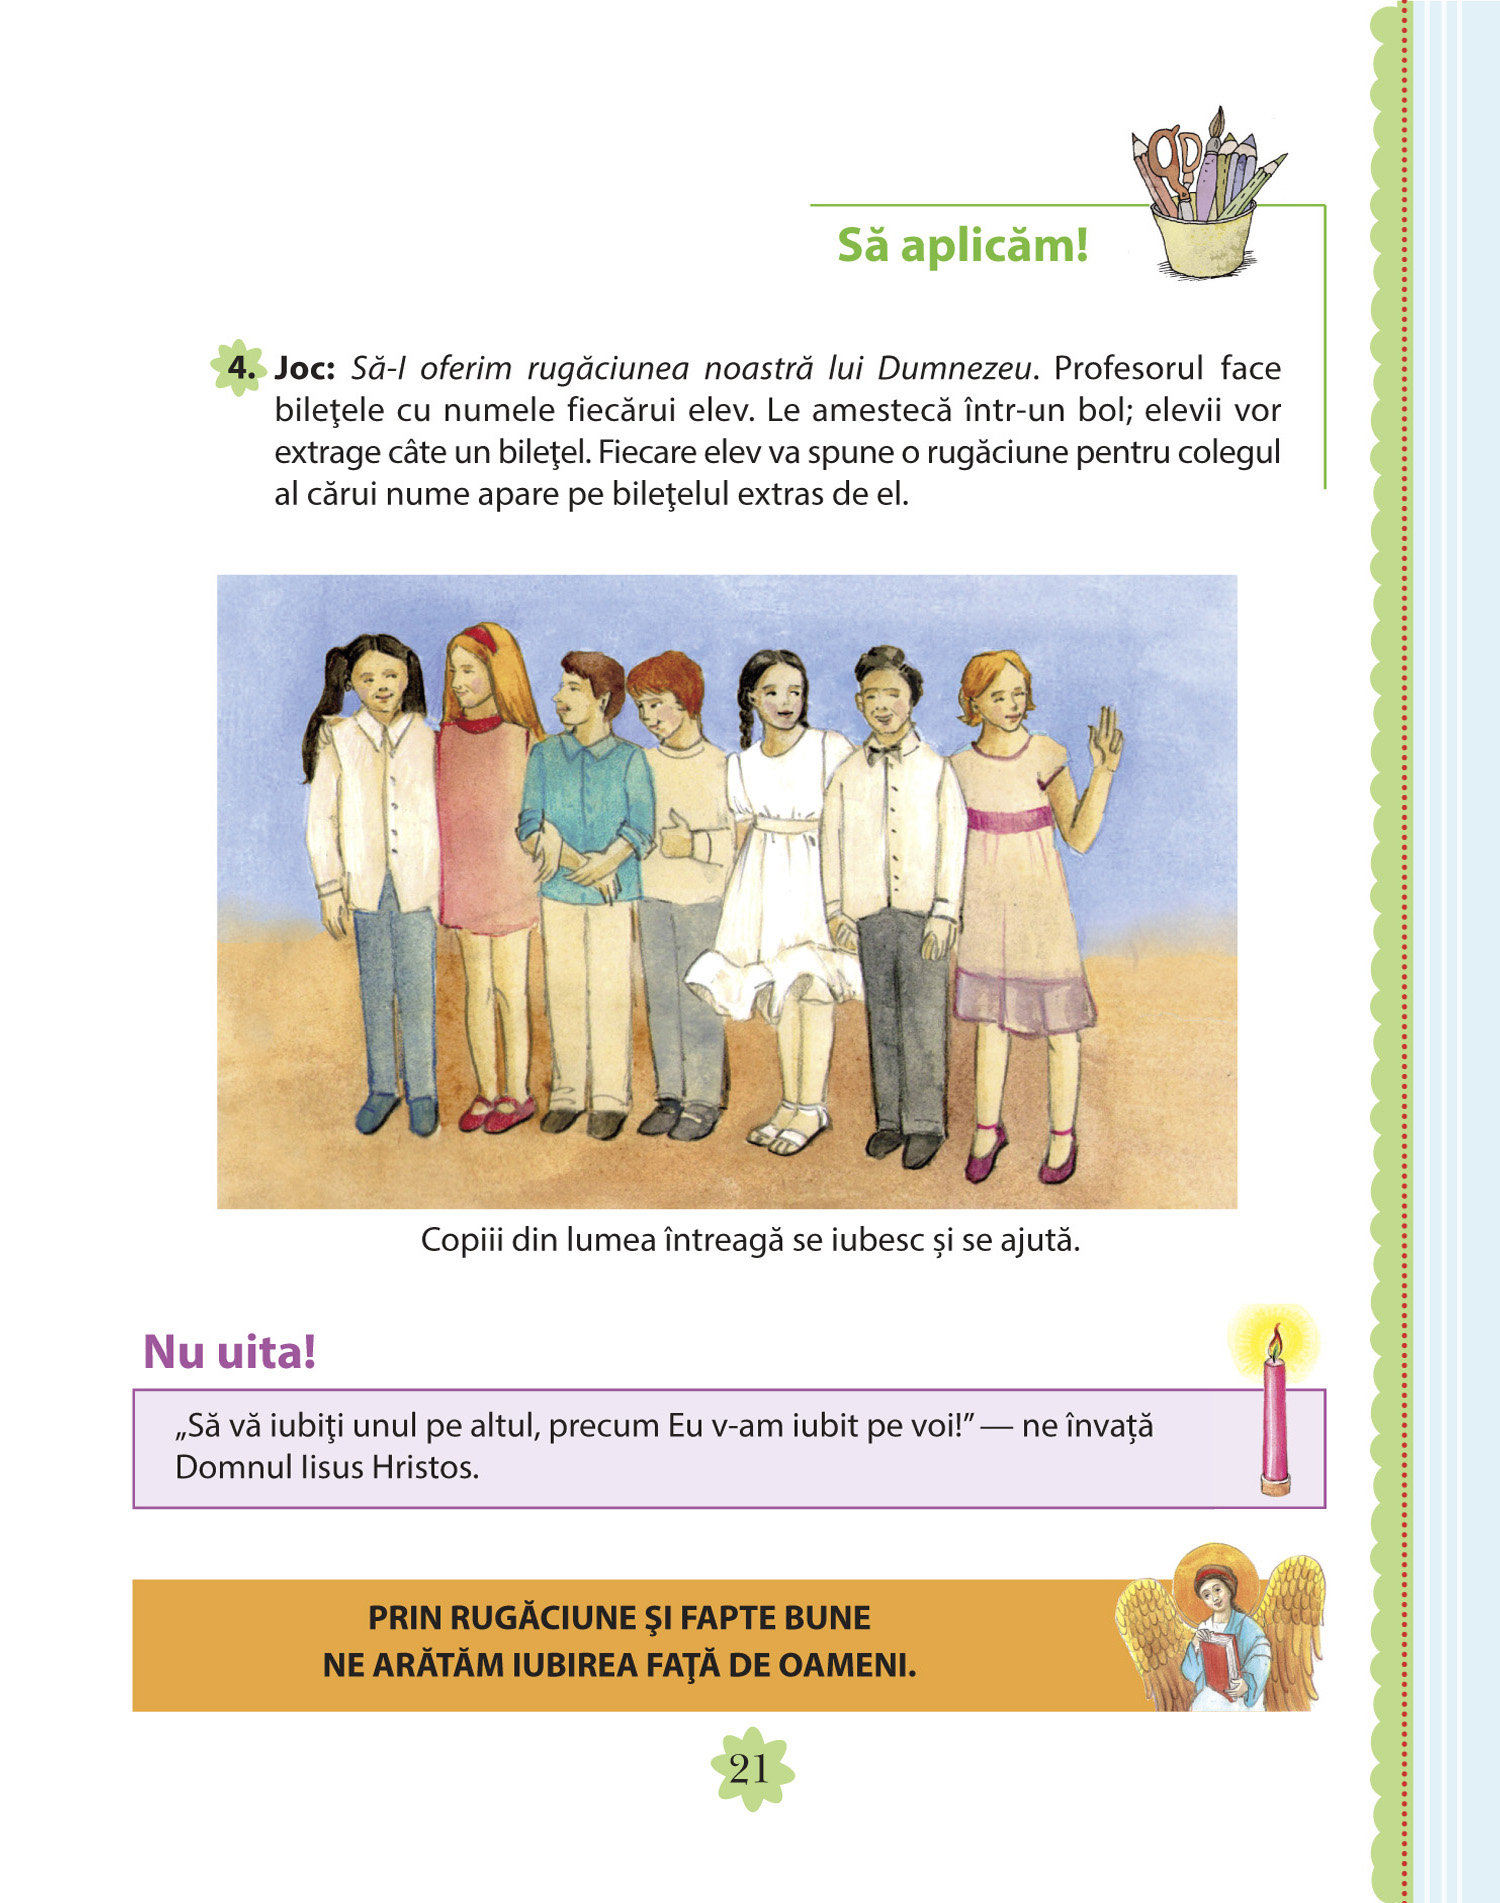 Să aplicăm!
4. Joc: Să-I oferim rugăciunea noastră lui Dumnezeu. Profesorul face
bileţele cu numele fiecărui elev. Le amestecă într-un bol; elevii vor
extrage câte un bileţel. Fiecare elev va spune o rugăciune pentru colegul
al cărui nume apare pe bileţelul extras de el.
Copiii din lumea întreagă se iubesc și se ajută.
Nu uita!
„Să vă iubiţi unul pe altul, precum Eu v-am iubit pe voi!” — ne învață
Domnul Iisus Hristos.
PRIN RUGĂCIUNE ŞI FAPTE BUNE
NE ARĂTĂM IUBIREA FAŢĂ DE OAMENI.
21